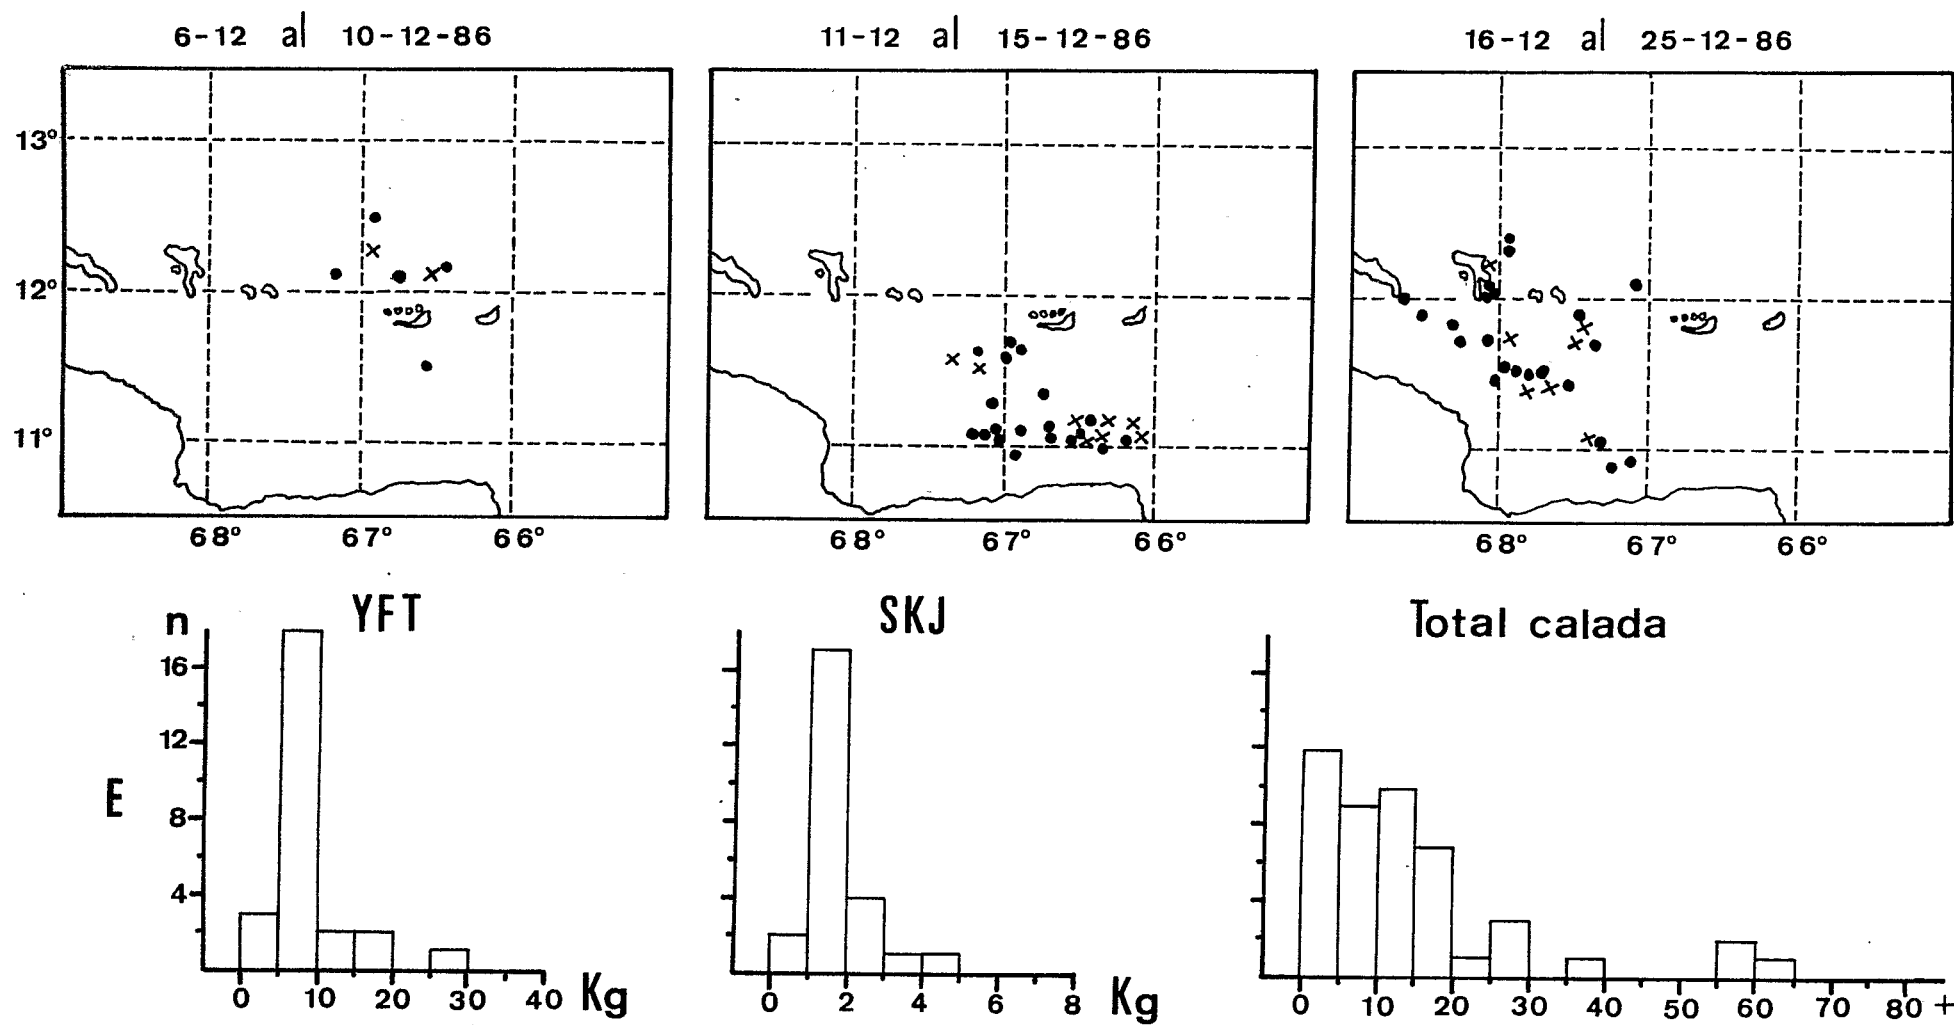 6-12 al 10-12-86
11-12 al 15-12-86
16-12 al 25-12-86
13°
12°
11°
68° 67° 66°
68° 67° 66°
68° 67° 66°
n
YFT
SKJ
Total calada
16
12
8
4
E
0 10 20 30 40 Kg
0 2 4 6 8 Kg
0 10 20 30 40 50 60 70 80 +